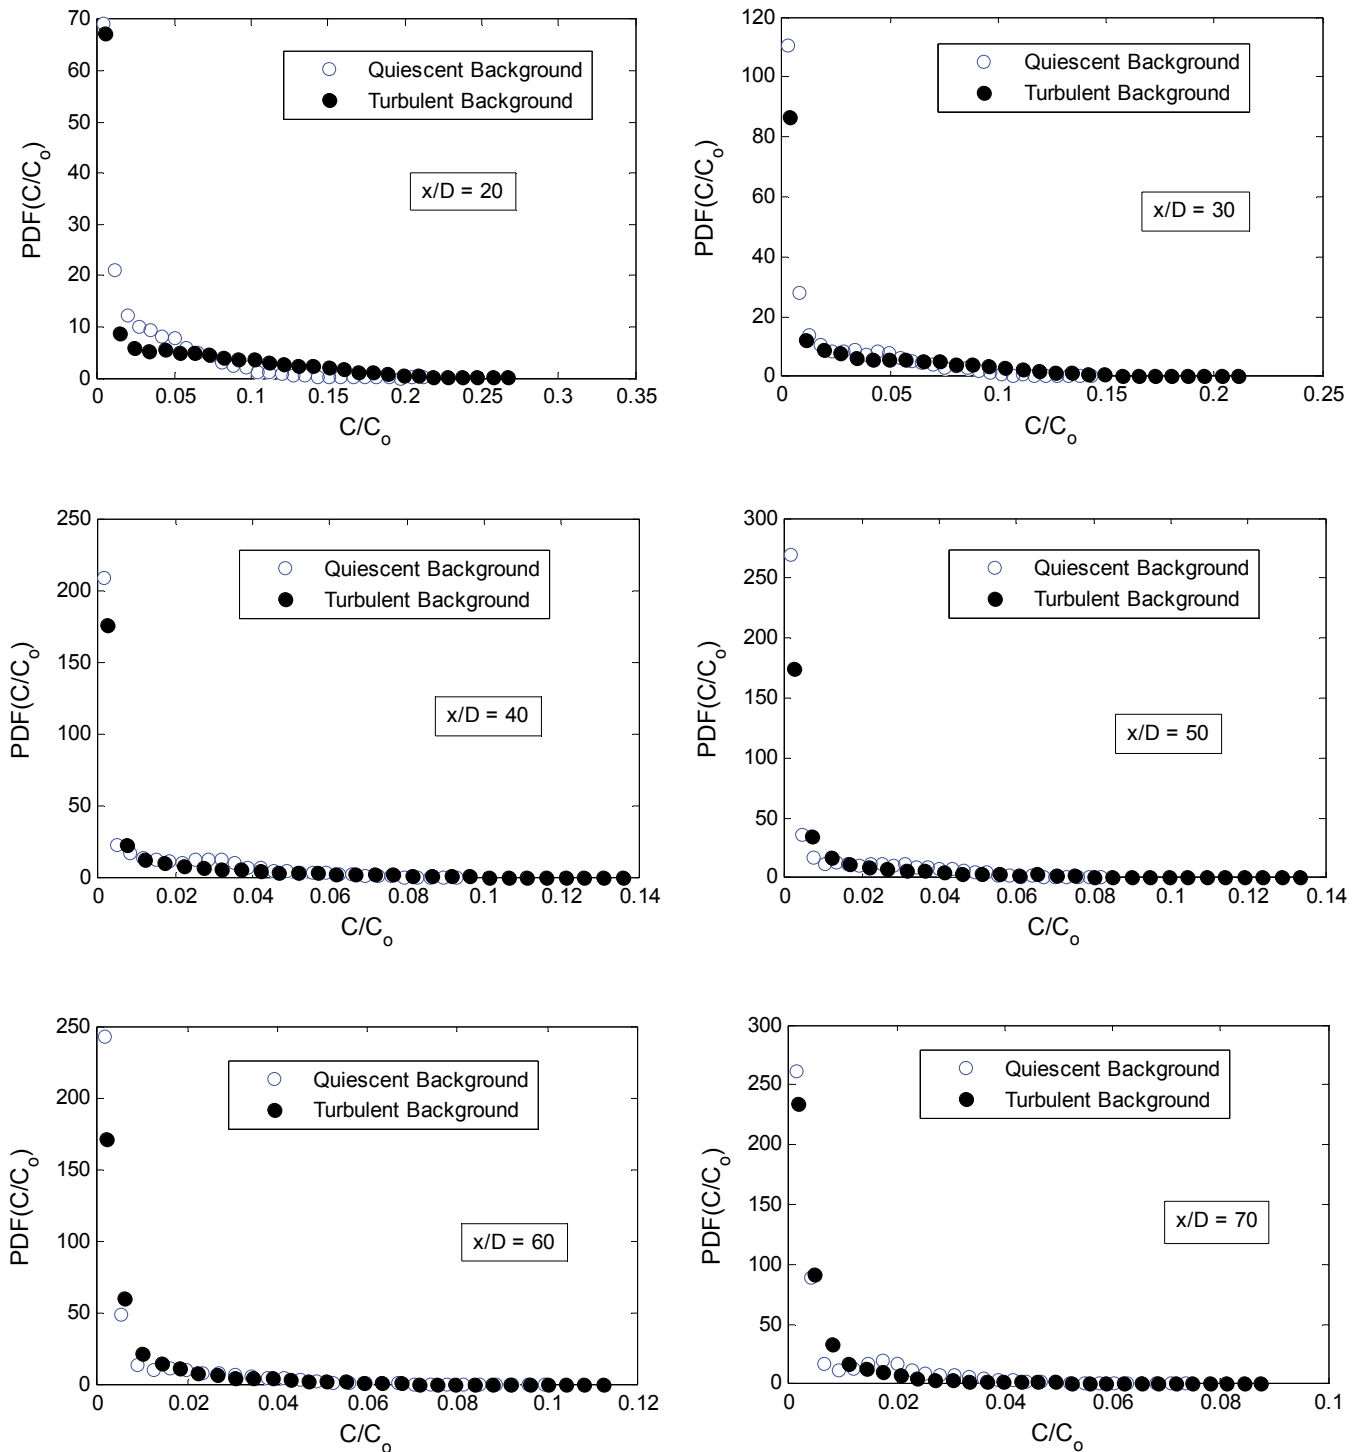 70
60
50
40
30
20
10
0
PDF(C/Co)
Quiescent Background
Turbulent Background
x/D = 20
0 0.05 0.1 0.15 0.2 0.25 0.3 0.35
C/Co
120
100
80
60
40
20
0
PDF(C/Co)
Quiescent Background
Turbulent Background
x/D = 30
0 0.05 0.1 0.15 0.2 0.25
C/Co
250
200
150
100
50
0
PDF(C/Co)
Quiescent Background
Turbulent Background
x/D = 40
0 0.02 0.04 0.06 0.08 0.1 0.12 0.14
C/Co
300
250
200
150
100
50
0
PDF(C/Co)
Quiescent Background
Turbulent Background
x/D = 50
0 0.02 0.04 0.06 0.08 0.1 0.12 0.14
C/Co
250
200
150
100
50
0
PDF(C/Co)
Quiescent Background
Turbulent Background
x/D = 60
0 0.02 0.04 0.06 0.08 0.1 0.12
C/Co
300
250
200
150
100
50
0
PDF(C/Co)
Quiescent Background
Turbulent Background
x/D = 70
0 0.02 0.04 0.06 0.08 0.1
C/Co